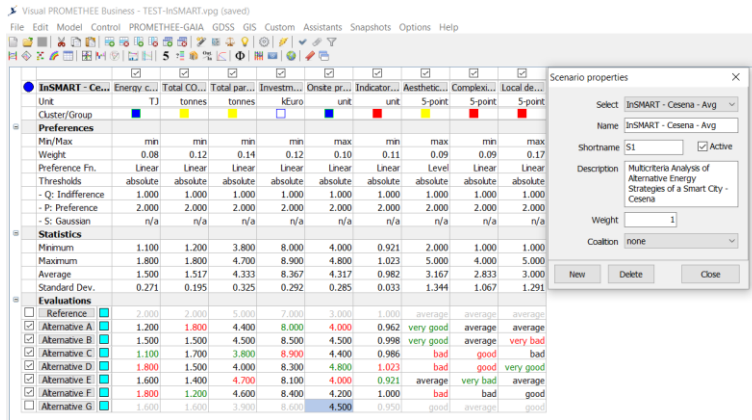 Visual PROMETHEE Business - TEST-InSMART.vpg (saved)
File Edit Model Control PROMETHEE-GAIA GDSS GIS Custom Assistants Snapshots Options Help
InSMART - Ce... Energy c... Total CO... Total par... Investm... Onsite pr... Indicator... Aesthetic... Complexi... Local de...
Unit TJ tonnes tonnes kEuro unit unit 5-point 5-point 5-point
Cluster/Group
Preferences
Min/Max min min min min max min max min max
Weight 0.08 0.12 0.14 0.12 0.10 0.11 0.09 0.09 0.17
Preference Fn. Linear Linear Linear Linear Linear Linear Level Linear Linear
Thresholds absolute absolute absolute absolute absolute absolute absolute absolute absolute
- Q: Indifference 1.000 1.000 1.000 1.000 1.000 1.000 1.000 1.000 1.000
- P: Preference 2.000 2.000 2.000 2.000 2.000 2.000 2.000 2.000 2.000
- S: Gaussian n/a n/a n/a n/a n/a n/a n/a n/a n/a
Statistics
Minimum 1.100 1.200 3.800 8.000 4.000 0.921 2.000 1.000 1.000
Maximum 1.800 1.800 4.700 8.900 4.800 1.023 5.000 4.000 5.000
Average 1.500 1.517 4.333 8.367 4.317 0.982 3.167 2.833 3.000
Standard Dev. 0.271 0.195 0.325 0.292 0.285 0.033 1.344 1.067 1.291
Evaluations
Reference 2.000 2.000 5.000 7.000 3.000 1.000 average average average
Alternative A 1.200 1.800 4.400 8.000 4.000 0.962 very good average average
Alternative B 1.500 1.500 4.500 8.500 4.500 0.998 very good average very bad
Alternative C 1.100 1.700 3.800 8.900 4.400 0.986 bad good bad
Alternative D 1.800 1.500 4.000 8.300 4.800 1.023 bad good very good
Alternative E 1.600 1.400 4.700 8.100 4.000 0.921 average very bad average
Alternative F 1.800 1.200 4.600 8.400 4.200 1.000 bad bad good
Alternative G 1.600 1.600 3.900 8.600 4.500 0.950 good average good
Scenario properties
Select InSMART - Cesena - Avg
Name InSMART - Cesena - Avg
Shortname S1 Active
Description Multicriteria Analysis of
Alternative Energy
Strategies of a Smart City -
Cesena
Weight 1
Coalition none
New Delete Close